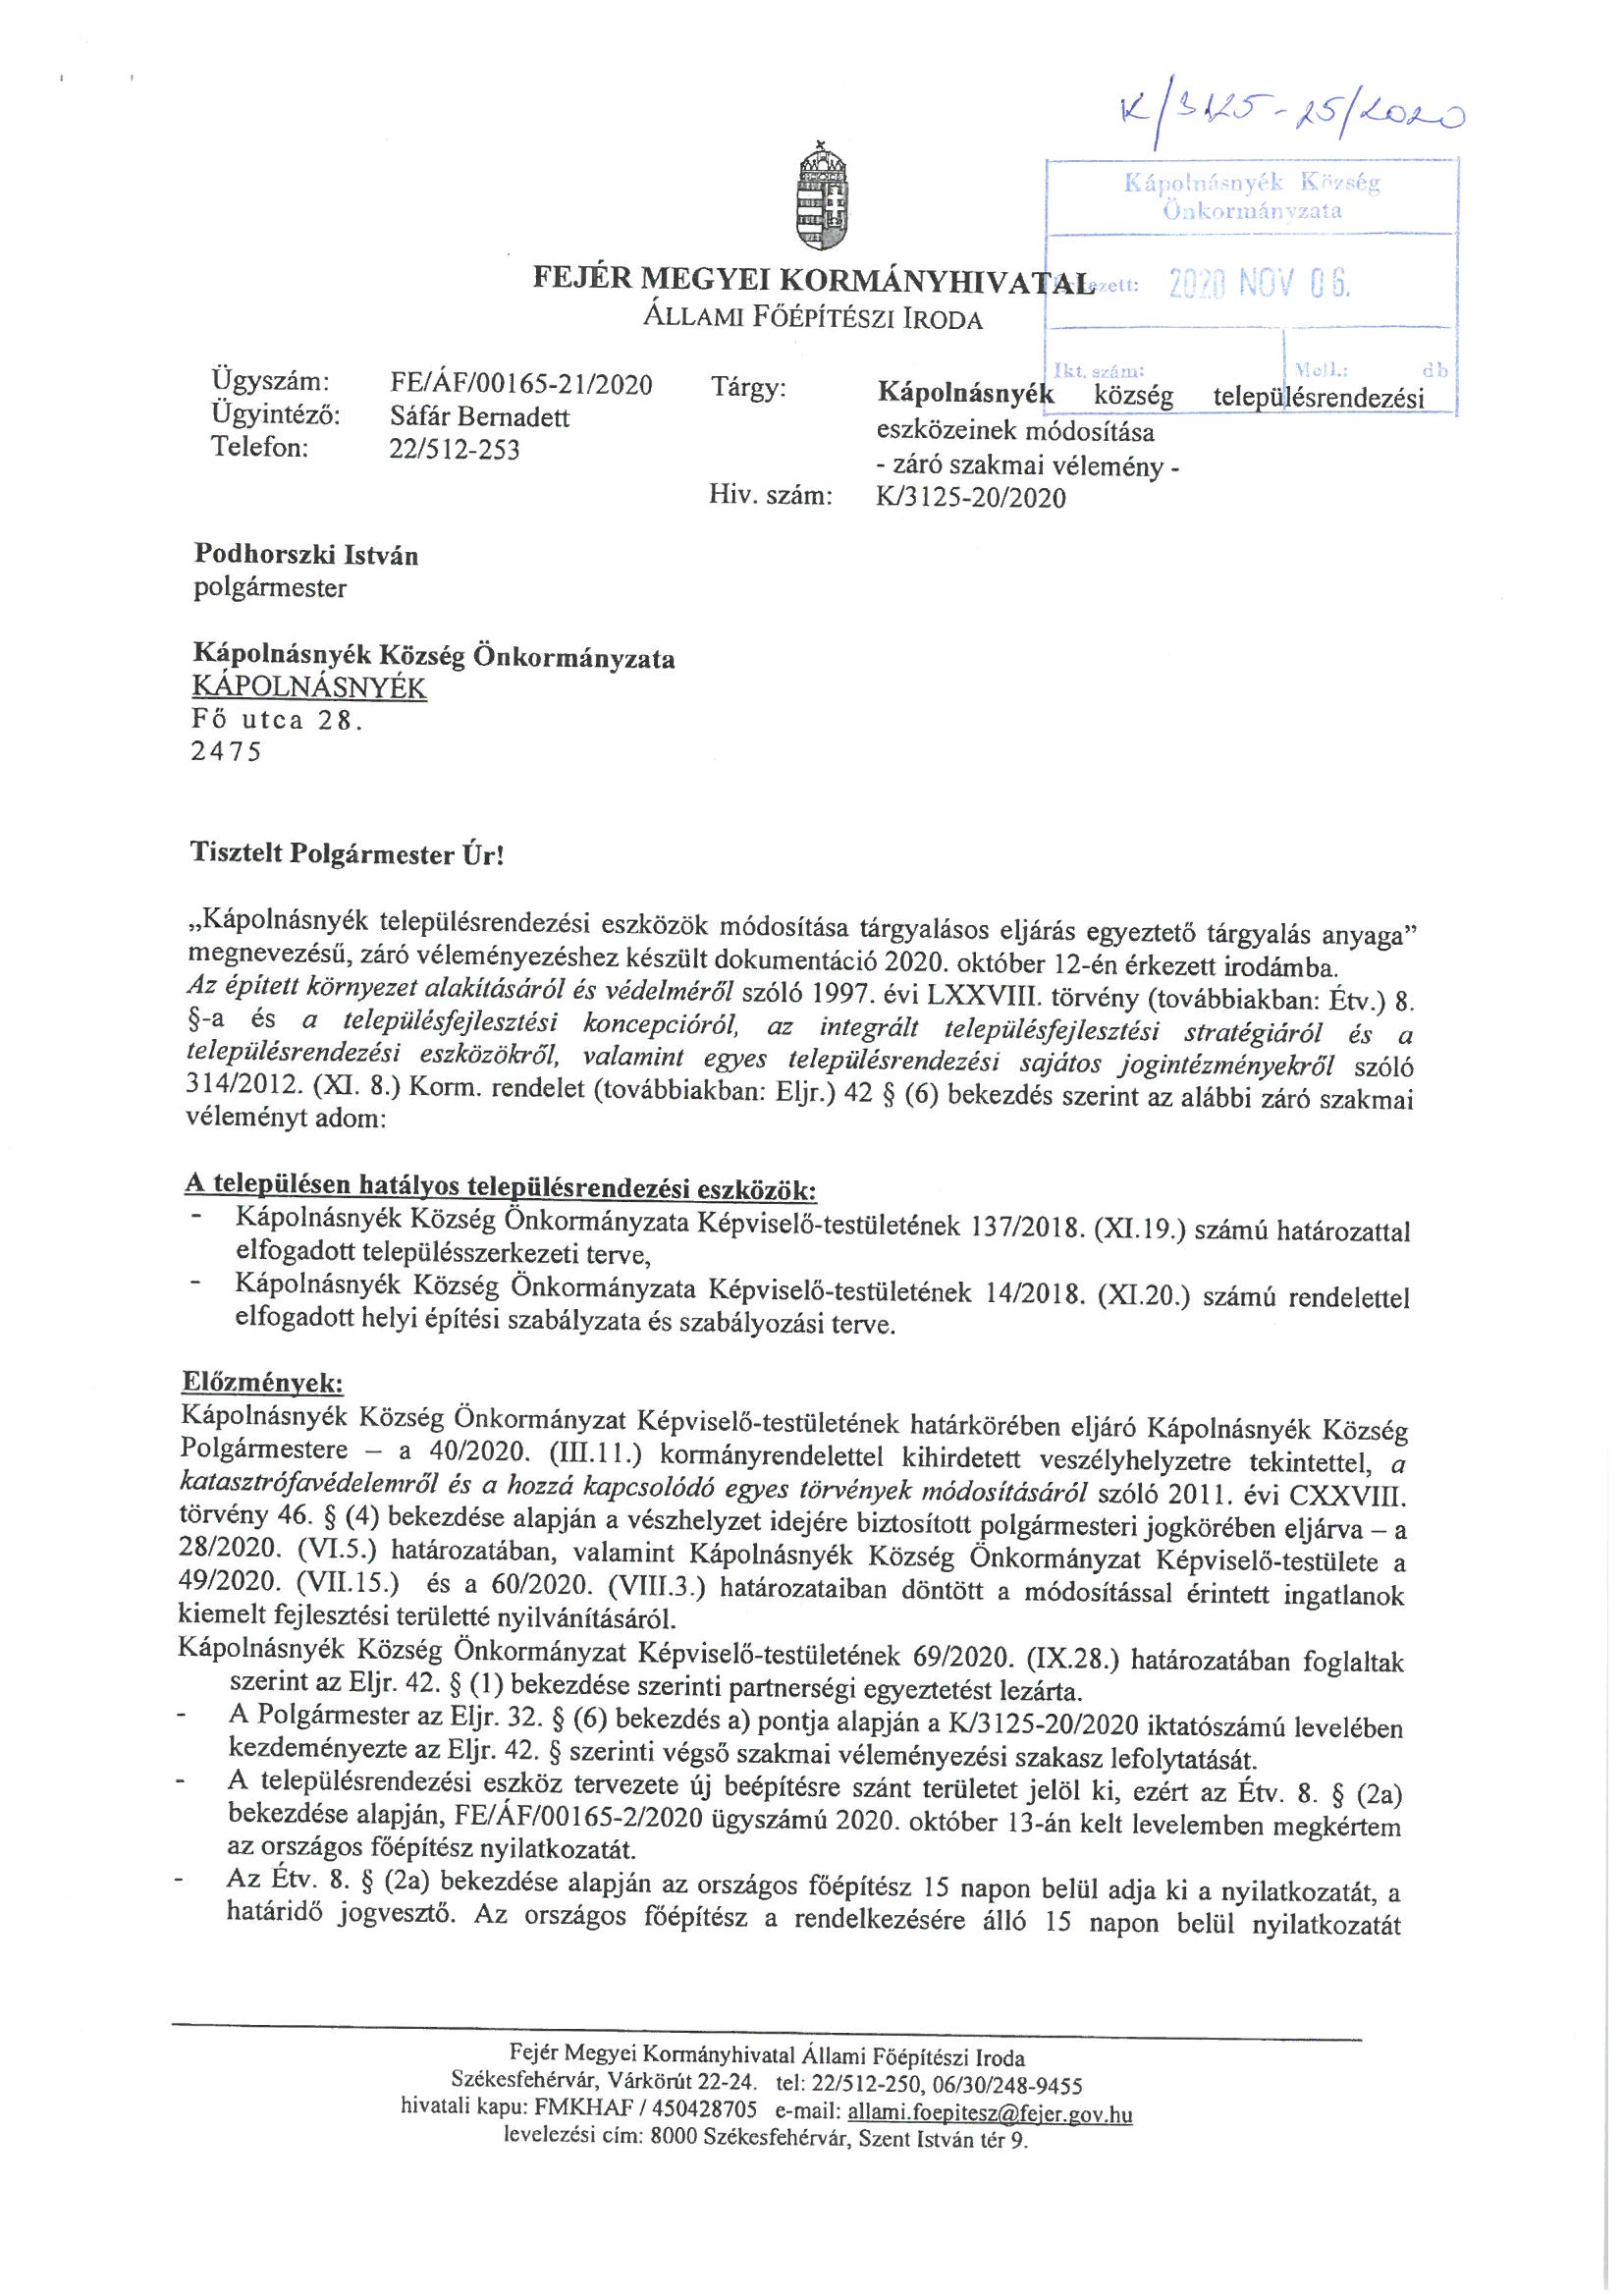 K/3125-25/2020
Kápolnásnyék Község
Önkormányzata
FEJÉR MEGYEI KORMÁNYHIVATAL
2020 NOV 06.
ÁLLAMI FŐÉPÍTÉSZI IRODA
Ikt. szám: Mell.: db
Ügyszám: FE/ÁF/00165-21/2020 Tárgy: Kápolnásnyék község településrendezési
Ügyintéző: Sáfár Bernadett eszközeinek módosítása
Telefon: 22/512-253 - záró szakmai vélemény -
Hiv. szám: K/3125-20/2020
Podhorszki István
polgármester
Kápolnásnyék Község Önkormányzata
KÁPOLNÁSNYÉK
Fő utca 28.
2475
Tisztelt Polgármester Úr!
„Kápolnásnyék településrendezési eszközök módosítása tárgyalásos eljárás egyeztető tárgyalás anyaga”
megnevezésű, záró véleményezéshez készült dokumentáció 2020. október 12-én érkezett irodámba.
Az épített környezet alakításáról és védelméről szóló 1997. évi LXXVIII. törvény (továbbiakban: Étv.) 8.
§-a és a településfejlesztési koncepcióról, az integrált településfejlesztési stratégiáról és a
településrendezési eszközökről, valamint egyes településrendezési sajátos jogintézményekről szóló
314/2012. (XI. 8.) Korm. rendelet (továbbiakban: Eljr.) 42 § (6) bekezdés szerint az alábbi záró szakmai
véleményt adom:
A településen hatályos településrendezési eszközök:
- Kápolnásnyék Község Önkormányzata Képviselő-testületének 137/2018. (XI.19.) számú határozattal
elfogadott településszerkezeti terve,
- Kápolnásnyék Község Önkormányzata Képviselő-testületének 14/2018. (XI.20.) számú rendelettel
elfogadott helyi építési szabályzata és szabályozási terve.
Előzmények:
Kápolnásnyék Község Önkormányzat Képviselő-testületének határkörében eljáró Kápolnásnyék Község
Polgármestere – a 40/2020. (III.11.) kormányrendelettel kihirdetett veszélyhelyzetre tekintettel, a
katasztrófavédelemről és a hozzá kapcsolódó egyes törvények módosításáról szóló 2011. évi CXXVIII.
törvény 46. § (4) bekezdése alapján a vészhelyzet idejére biztosított polgármesteri jogkörében eljárva – a
28/2020. (VI.5.) határozatában, valamint Kápolnásnyék Község Önkormányzat Képviselő-testülete a
49/2020. (VII.15.) és a 60/2020. (VIII.3.) határozataiban döntött a módosítással érintett ingatlanok
kiemelt fejlesztési területté nyilvánításáról.
Kápolnásnyék Község Önkormányzat Képviselő-testületének 69/2020. (IX.28.) határozatában foglaltak
szerint az Eljr. 42. § (1) bekezdése szerinti partnerségi egyeztetést lezárta.
- A Polgármester az Eljr. 32. § (6) bekezdés a) pontja alapján a K/3125-20/2020 iktatószámú levelében
kezdeményezte az Eljr. 42. § szerinti végső szakmai véleményezési szakasz lefolytatását.
- A településrendezési eszköz tervezete új beépítésre szánt területet jelöl ki, ezért az Étv. 8. § (2a)
bekezdése alapján, FE/ÁF/00165-2/2020 ügyszámú 2020. október 13-án kelt levelemben megkértem
az országos főépítész nyilatkozatát.
- Az Étv. 8. § (2a) bekezdése alapján az országos főépítész 15 napon belül adja ki a nyilatkozatát, a
határidő jogvesztő. Az országos főépítész a rendelkezésére álló 15 napon belül nyilatkozatát
Fejér Megyei Kormányhivatal Állami Főépítészi Iroda
Székesfehérvár, Várkörút 22-24. tel: 22/512-250, 06/30/248-9455
hivatali kapu: FMKHAF / 450428705 e-mail: allami.foepitesz@fejer.gov.hu
levelezési cím: 8000 Székesfehérvár, Szent István tér 9.